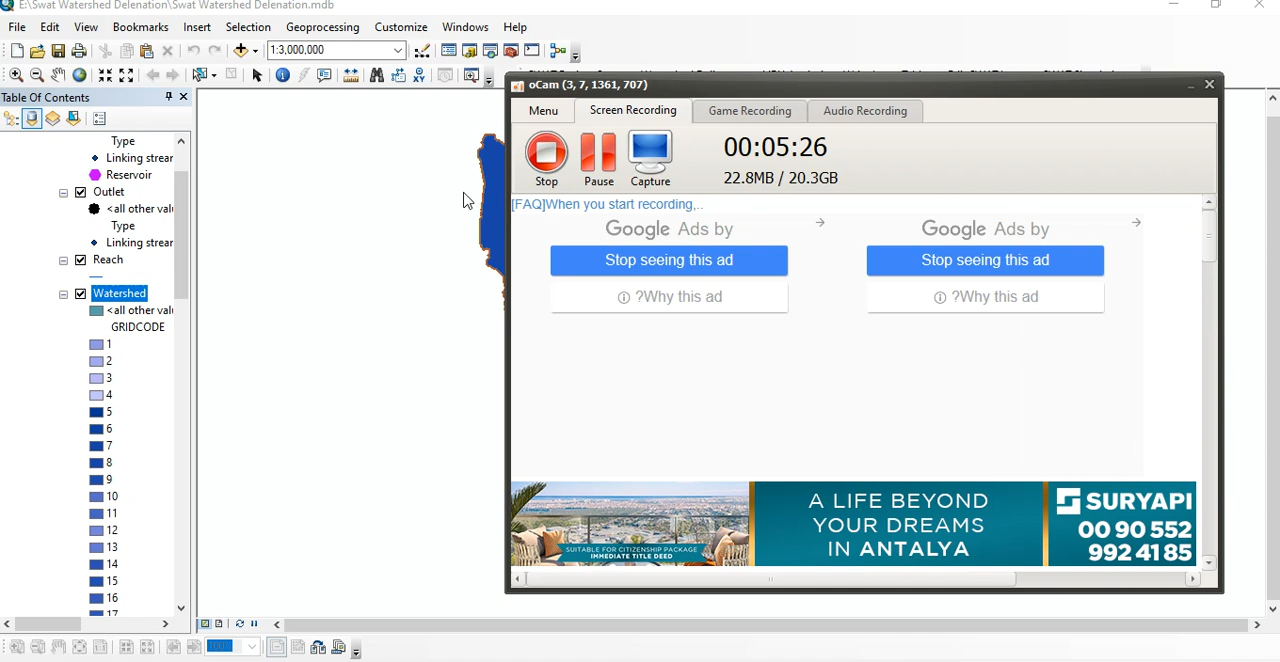 E:\Swat Watershed Delenation\Swat Watershed Delenation.mdb
File Edit View Bookmarks Insert Selection Geoprocessing Customize Windows Help
1:3,000,000
Table Of Contents
Type
Linking strear
Reservoir
Outlet
<all other valu
Type
Linking strear
Reach
Watershed
<all other valu
GRIDCODE
1
2
3
4
5
6
7
8
9
10
11
12
13
14
15
16
17
oCam (3, 7, 1361, 707)
Menu Screen Recording Game Recording Audio Recording
Stop Pause Capture
00:05:26
22.8MB / 20.3GB
[FAQ]When you start recording,..
Google Ads by
Stop seeing this ad
?Why this ad
Google Ads by
Stop seeing this ad
?Why this ad
SUITABLE FOR CITIZENSHIP PACKAGE
IMMEDIATE TITLE DEED
A LIFE BEYOND
YOUR DREAMS
IN ANTALYA
SURYAPI
00 90 552
992 41 85